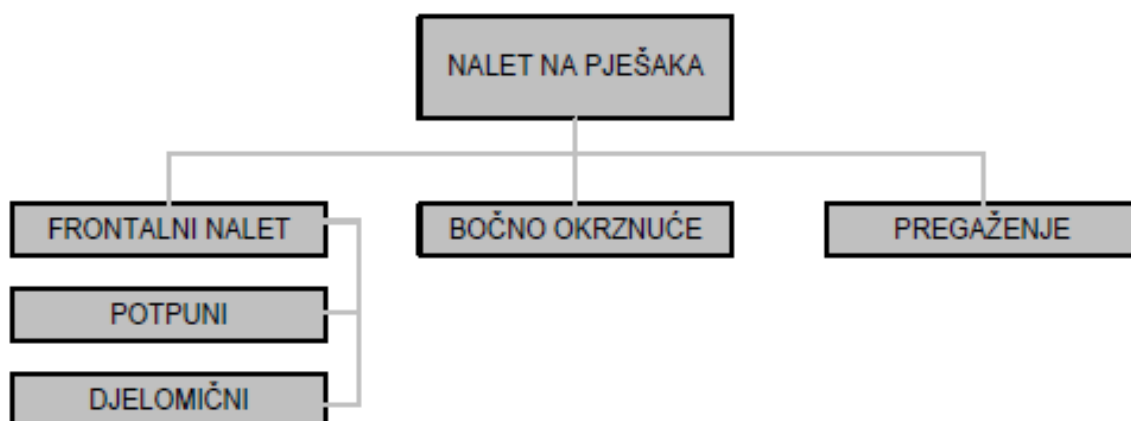 NALET NA PJEŠAKA
FRONTALNI NALET
BOČNO OKRZNUĆE
PREGAŽENJE
POTPUNI
DJELOMIČNI